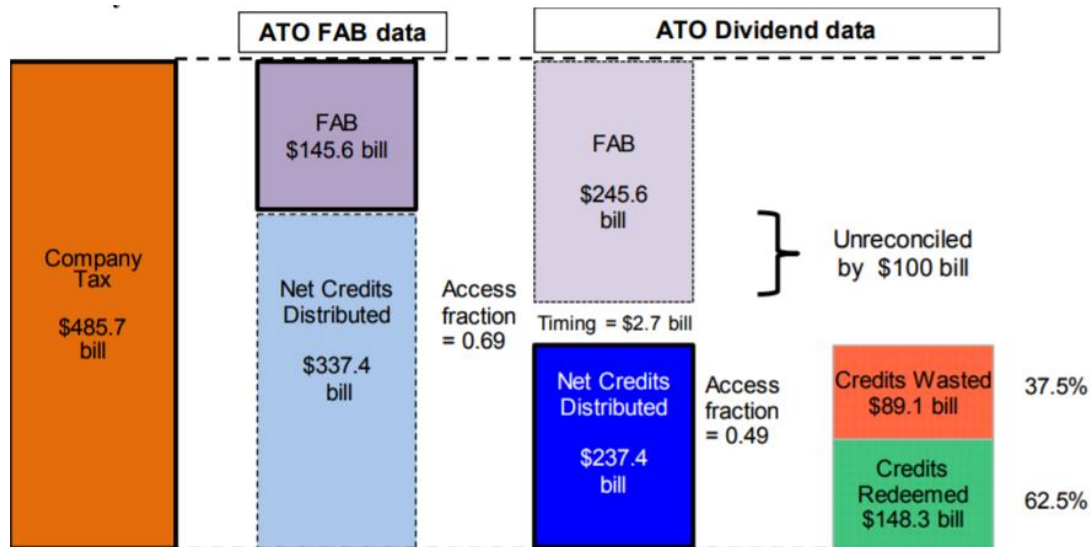 ATO FAB data
ATO Dividend data
Company
Tax
$485.7
bill
FAB
$145.6 bill
Net Credits
Distributed
$337.4
bill
Access
fraction
= 0.69
FAB
$245.6
bill
Timing = $2.7 bill
Net Credits
Distributed
$237.4
bill
Access
fraction
= 0.49
Unreconciled
by $100 bill
Credits Wasted
$89.1 bill
37.5%
Credits
Redeemed
$148.3 bill
62.5%